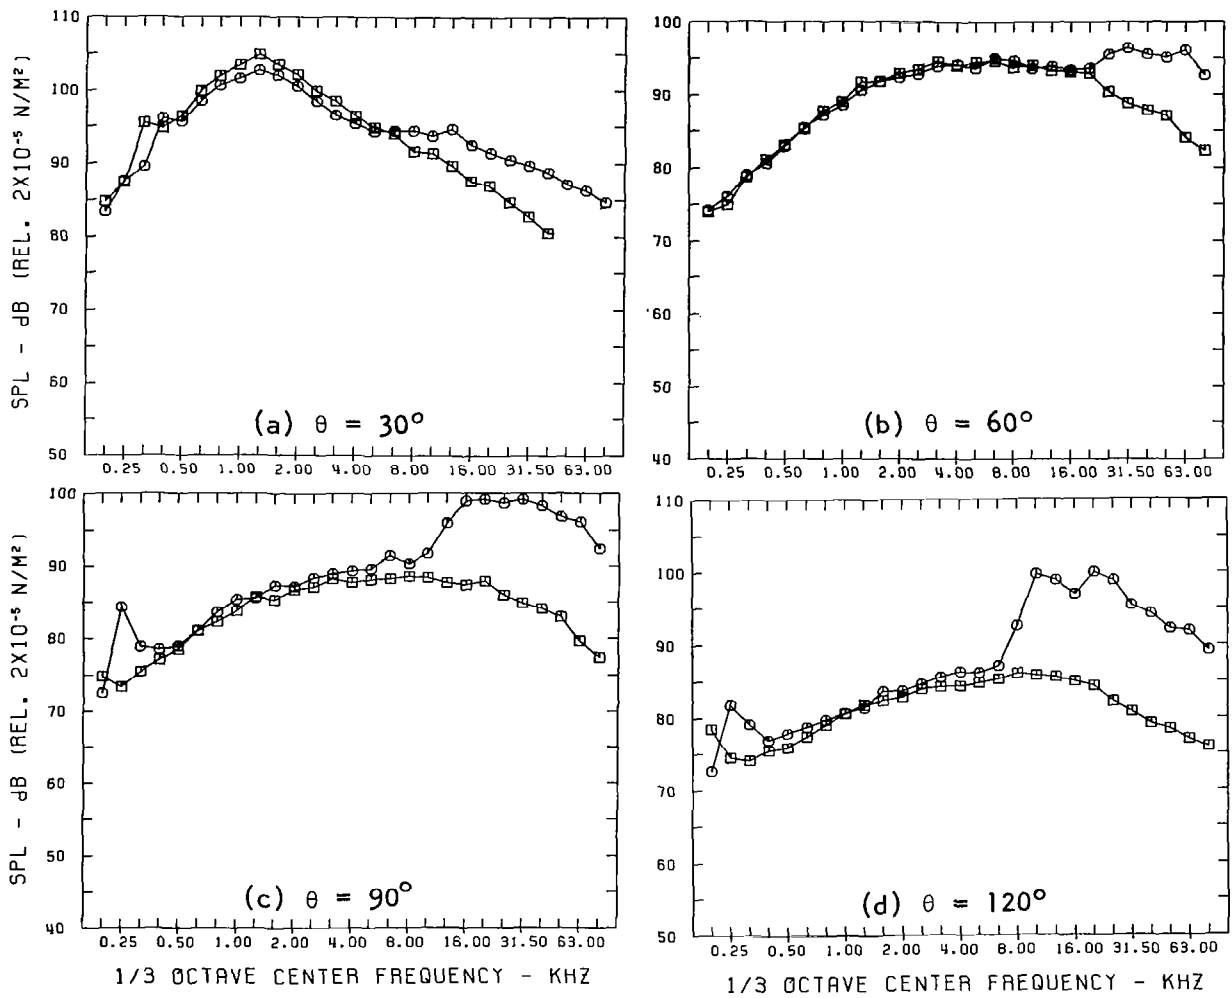 110
100
90
80
70
60
50
SPL - dB (REL. 2X10⁻⁵ N/M²)
(a) θ = 30°
0.25 0.50 1.00 2.00 4.00 8.00 16.00 31.50 63.00
100
90
80
70
60
50
40
(b) θ = 60°
0.25 0.50 1.00 2.00 4.00 8.00 16.00 31.50 63.00
100
90
80
70
60
50
40
SPL - dB (REL. 2X10⁻⁵ N/M²)
(c) θ = 90°
0.25 0.50 1.00 2.00 4.00 8.00 16.00 31.50 63.00
1/3 OCTAVE CENTER FREQUENCY - KHZ
110
100
90
80
70
60
50
(d) θ = 120°
0.25 0.50 1.00 2.00 4.00 8.00 16.00 31.50 63.00
1/3 OCTAVE CENTER FREQUENCY - KHZ